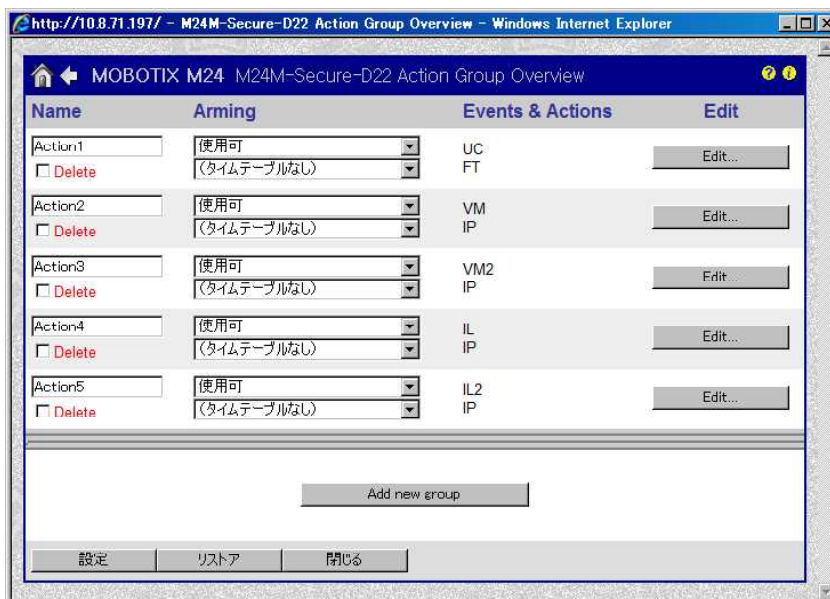 http://10.8.71.197/ - M24M-Secure-D22 Action Group Overview - Windows Internet Explorer
MOBOTIX M24 M24M-Secure-D22 Action Group Overview
Name Arming Events & Actions Edit
Action1 使用可 UC Edit...
Delete (タイムテーブルなし) FT
Action2 使用可 VM Edit...
Delete (タイムテーブルなし) IP
Action3 使用可 VM2 Edit...
Delete (タイムテーブルなし) IP
Action4 使用可 IL Edit...
Delete (タイムテーブルなし) IP
Action5 使用可 IL2 Edit...
Delete (タイムテーブルなし) IP
Add new group
設定 リストア 閉じる